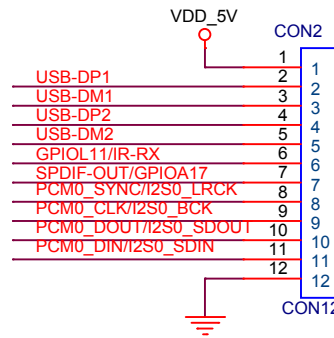 VDD_5V
CON2
1 1
USB-DP1 2 2
USB-DM1 3 3
USB-DP2 4 4
USB-DM2 5 5
GPIOL11/IR-RX 6 6
SPDIF-OUT/GPIOA17 7 7
PCM0_SYNC/I2S0_LRCK 8 8
PCM0_CLK/I2S0_BCK 9 9
PCM0_DOUT/I2S0_SDOUT 10 10
PCM0_DIN/I2S0_SDIN 11 11
12 12
CON12